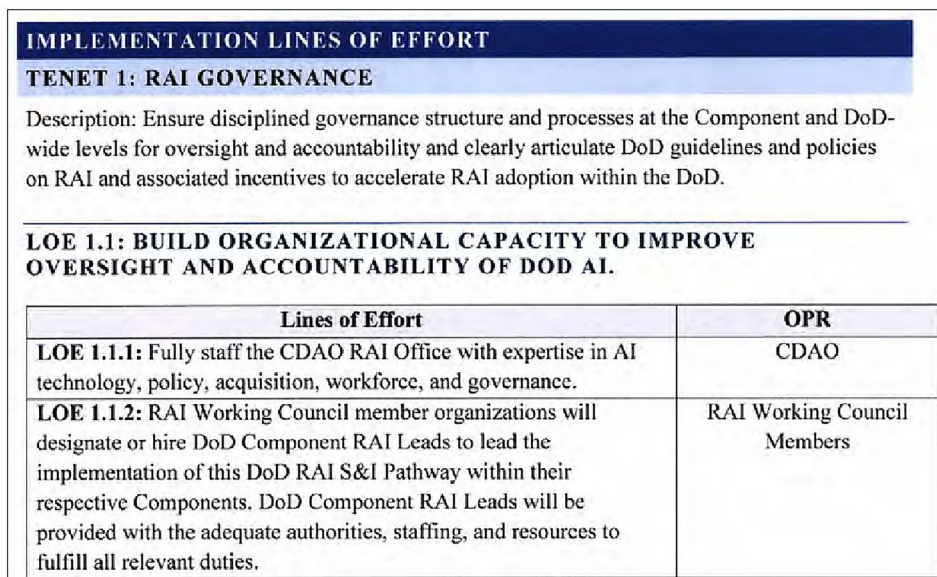 IMPLEMENTATION LINES OF EFFORT
TENET 1: RAI GOVERNANCE
Description: Ensure disciplined governance structure and processes at the Component and DoD-
wide levels for oversight and accountability and clearly articulate DoD guidelines and policies
on RAI and associated incentives to accelerate RAI adoption within the DoD.
LOE 1.1: BUILD ORGANIZATIONAL CAPACITY TO IMPROVE
OVERSIGHT AND ACCOUNTABILITY OF DOD AI.
Lines of Effort
OPR
LOE 1.1.1: Fully staff the CDAO RAI Office with expertise in AI
technology, policy, acquisition, workforce, and governance.
CDAO
LOE 1.1.2: RAI Working Council member organizations will
designate or hire DoD Component RAI Leads to lead the
implementation of this DoD RAI S&I Pathway within their
respective Components. DoD Component RAI Leads will be
provided with the adequate authorities, staffing, and resources to
fulfill all relevant duties.
RAI Working Council
Members